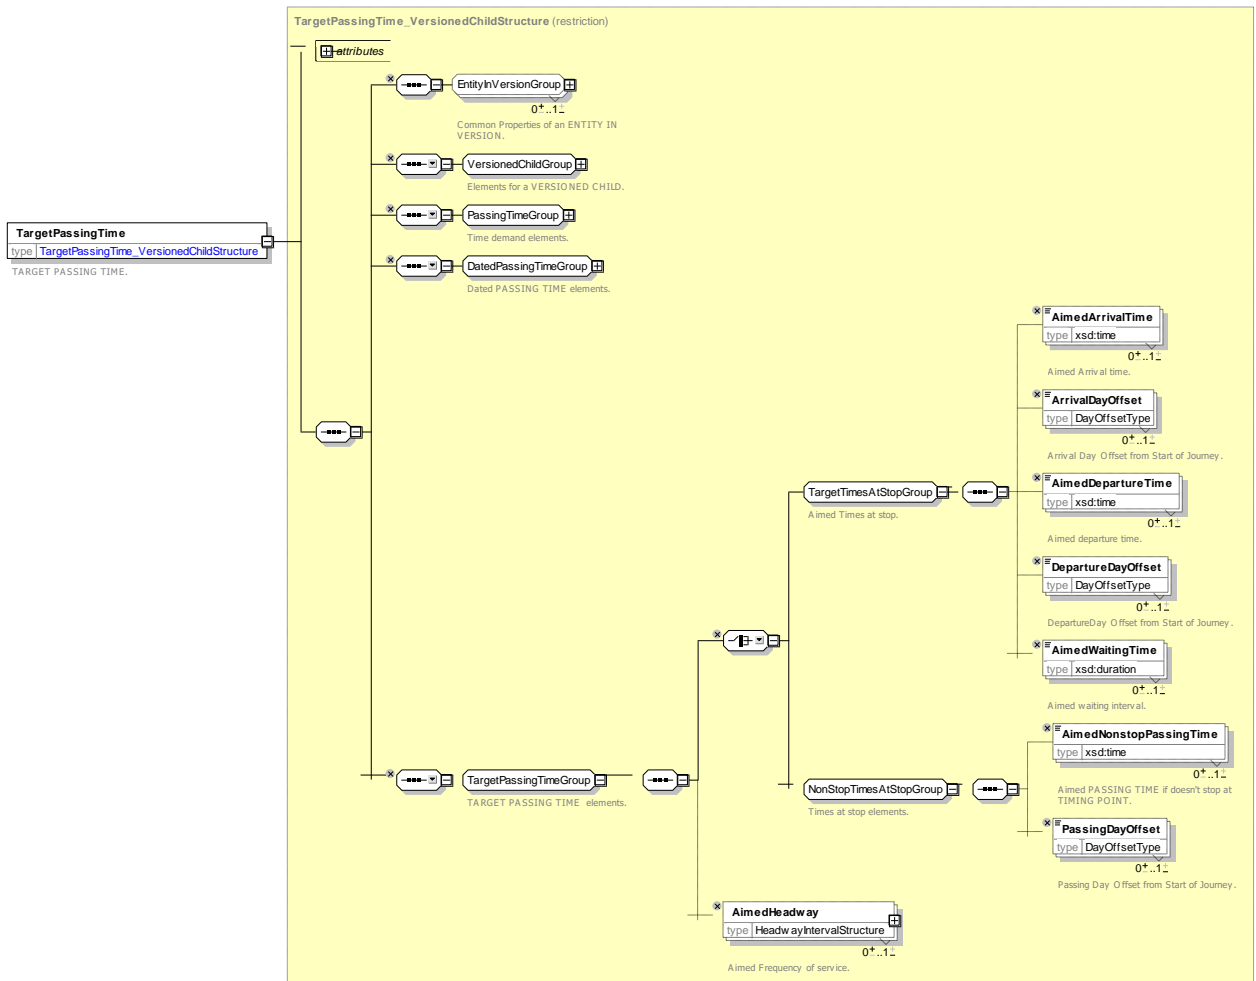 TargetPassingTime_VersionedChildStructure (restriction)
attributes
EntityInVersionGroup
0..1
Common Properties of an ENTITY IN
VERSION.
VersionedChildGroup
Elements for a VERSIONED CHILD.
PassingTimeGroup
Time demand elements.
TargetPassingTime
type TargetPassingTime_VersionedChildStructure
TARGET PASSING TIME.
DatedPassingTimeGroup
Dated PASSING TIME elements.
AimedArrivalTime
type xsd:time
0..1
Aimed Arrival time.
ArrivalDayOffset
type DayOffsetType
0..1
Arrival Day Offset from Start of Journey.
TargetTimesAtStopGroup
Aimed Times at stop.
AimedDepartureTime
type xsd:time
0..1
Aimed departure time.
DepartureDayOffset
type DayOffsetType
0..1
DepartureDay Offset from Start of Journey.
AimedWaitingTime
type xsd:duration
0..1
Aimed waiting interval.
TargetPassingTimeGroup
TARGET PASSING TIME elements.
NonStopTimesAtStopGroup
Times at stop elements.
AimedNonstopPassingTime
type xsd:time
0..1
Aimed PASSING TIME if doesn't stop at
TIMING POINT.
PassingDayOffset
type DayOffsetType
0..1
Passing Day Offset from Start of Journey.
AimedHeadway
type HeadwayIntervalStructure
0..1
Aimed Frequency of service.